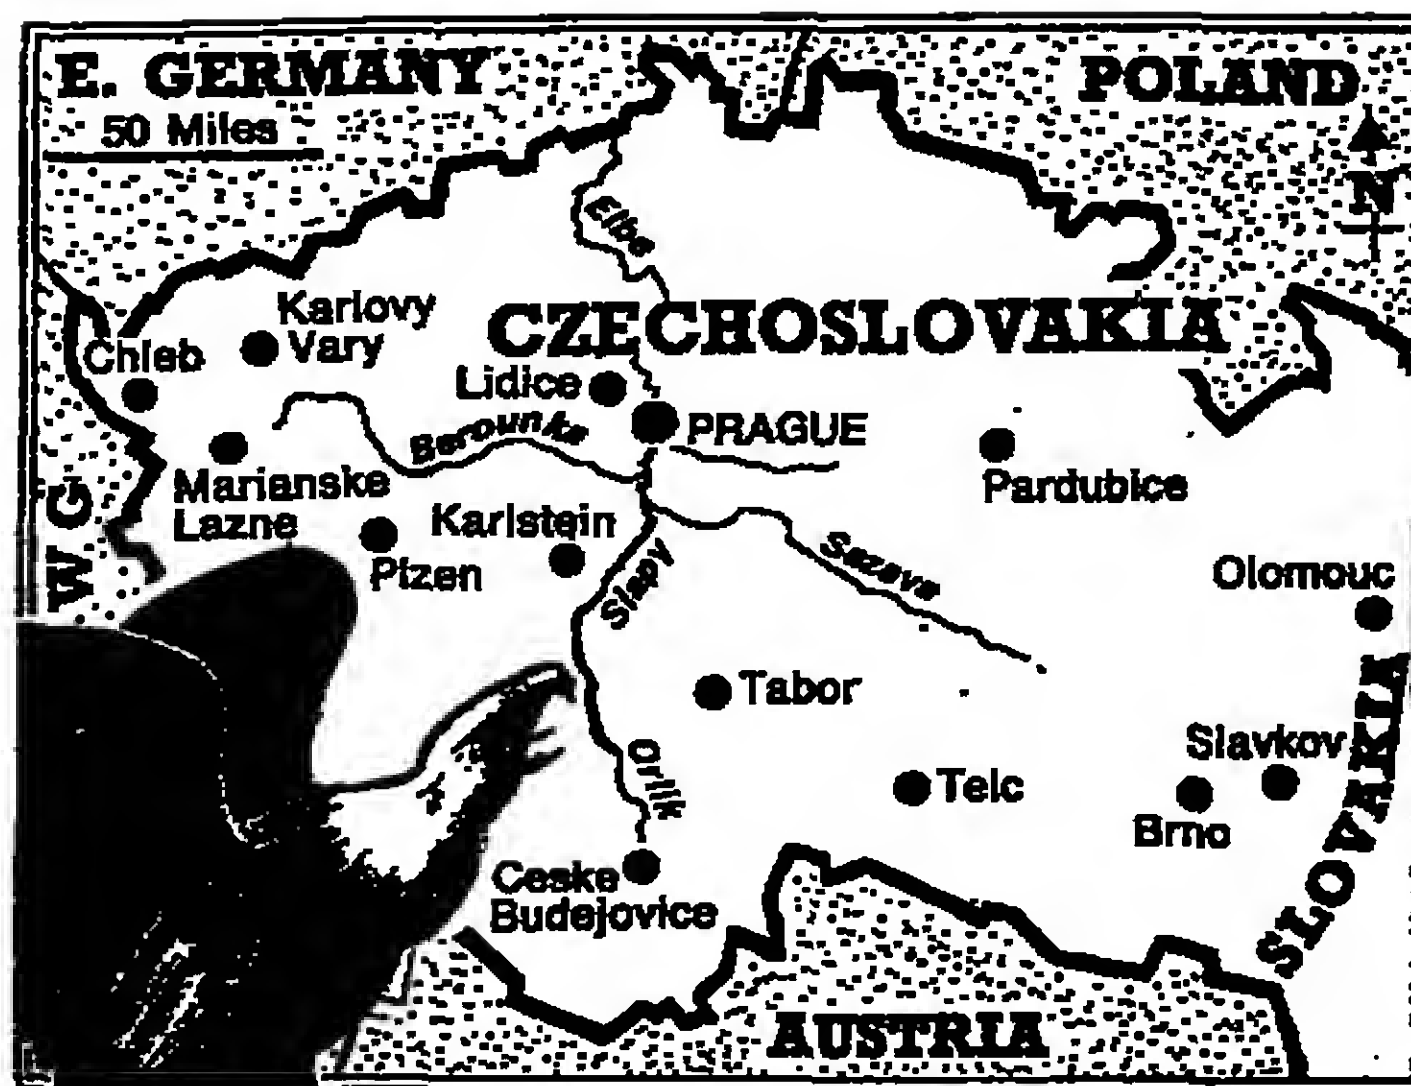 E. GERMANY
50 Miles
POLAND
N
Elbe
CZECHOSLOVAKIA
Karlovy
Vary
Chleb
Lidice
PRAGUE
Berounka
Pardubice
Marianske
Lazne
Karlstein
Plzen
W G
Slapy
Sazava
Olomouc
Tabor
Slavkov
Brno
Telc
Orlik
SLOVAKIA
Ceske
Budejovice
AUSTRIA